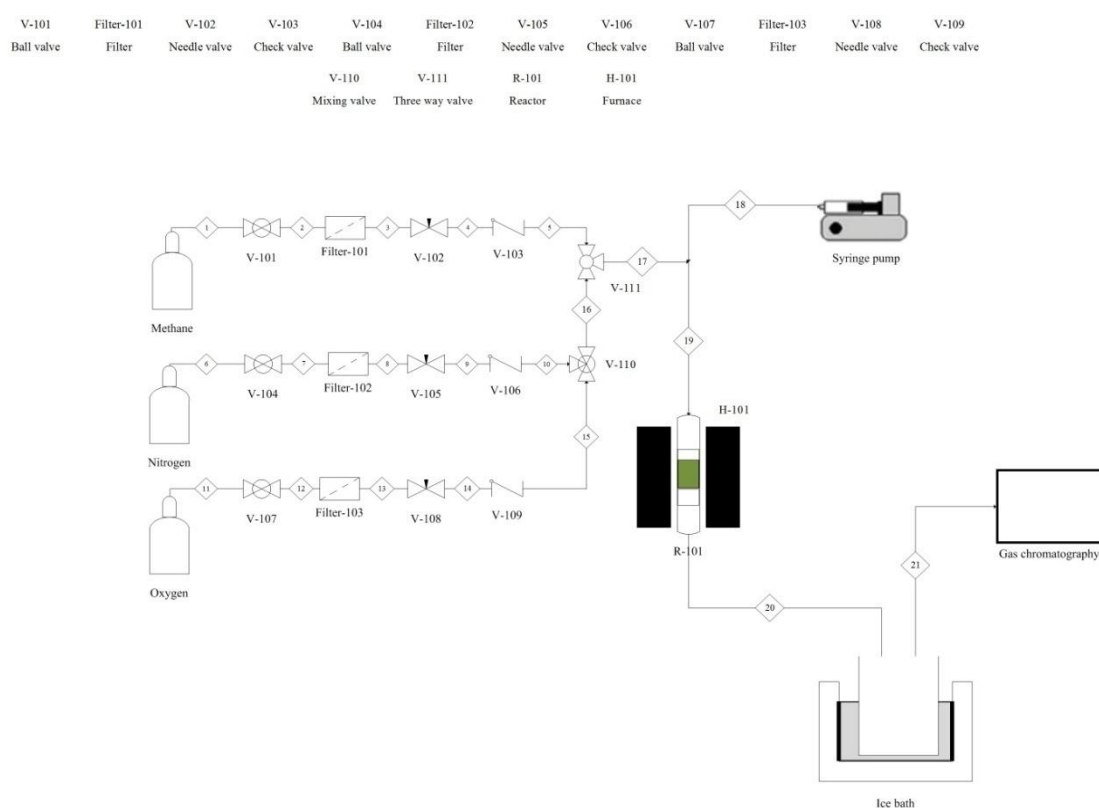 V-101 Filter-101 V-102 V-103 V-104 Filter-102 V-105 V-106 V-107 Filter-103 V-108 V-109
Ball valve Filter Needle valve Check valve Ball valve Filter Needle valve Check valve Ball valve Filter Needle valve Check valve
V-110 V-111 R-101 H-101
Mixing valve Three way valve Reactor Furnace
18
1 2 3 4 5
Filter-101
V-101 V-102 V-103
Syringe pump
17
V-111
16
Methane
19
6 7 8 9 10
V-110
Filter-102
V-104 V-105 V-106
H-101
15
Nitrogen
11 12 13 14
Filter-103
V-107 V-108 V-109
R-101
Gas chromatography
21
Oxygen
20
Ice bath